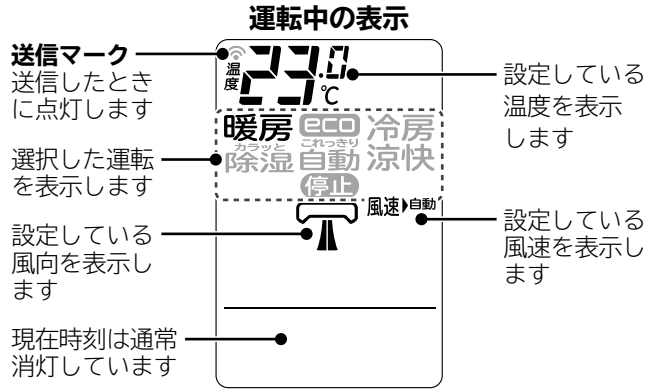 運転中の表示
送信マーク
送信したとき
に点灯します
温度
23.0
℃
設定している
温度を表示
します
選択した運転
を表示します
暖房 eco 冷房
カラッと これっきり
除湿 自動 涼快
停止
風速 自動
設定している
風向を表示し
ます
設定している
風速を表示し
ます
現在時刻は通常
消灯しています